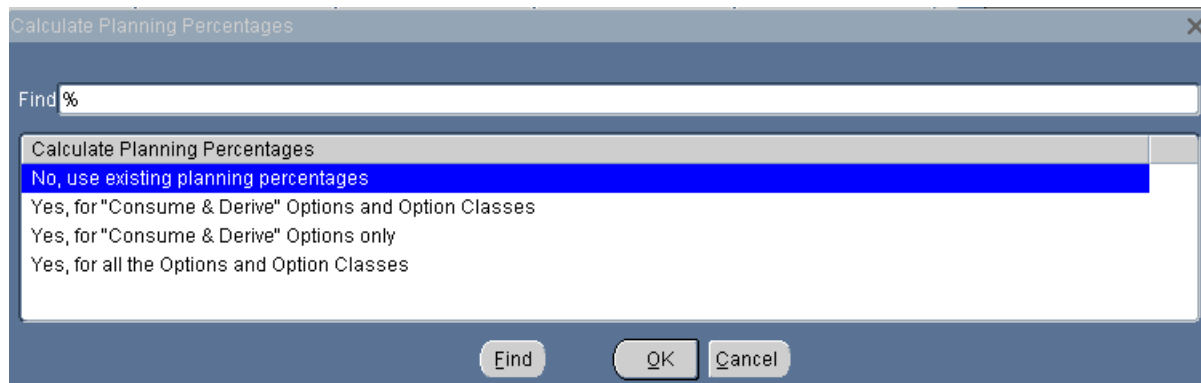 Calculate Planning Percentages
Find %
Calculate Planning Percentages
No, use existing planning percentages
Yes, for "Consume & Derive" Options and Option Classes
Yes, for "Consume & Derive" Options only
Yes, for all the Options and Option Classes
Find OK Cancel